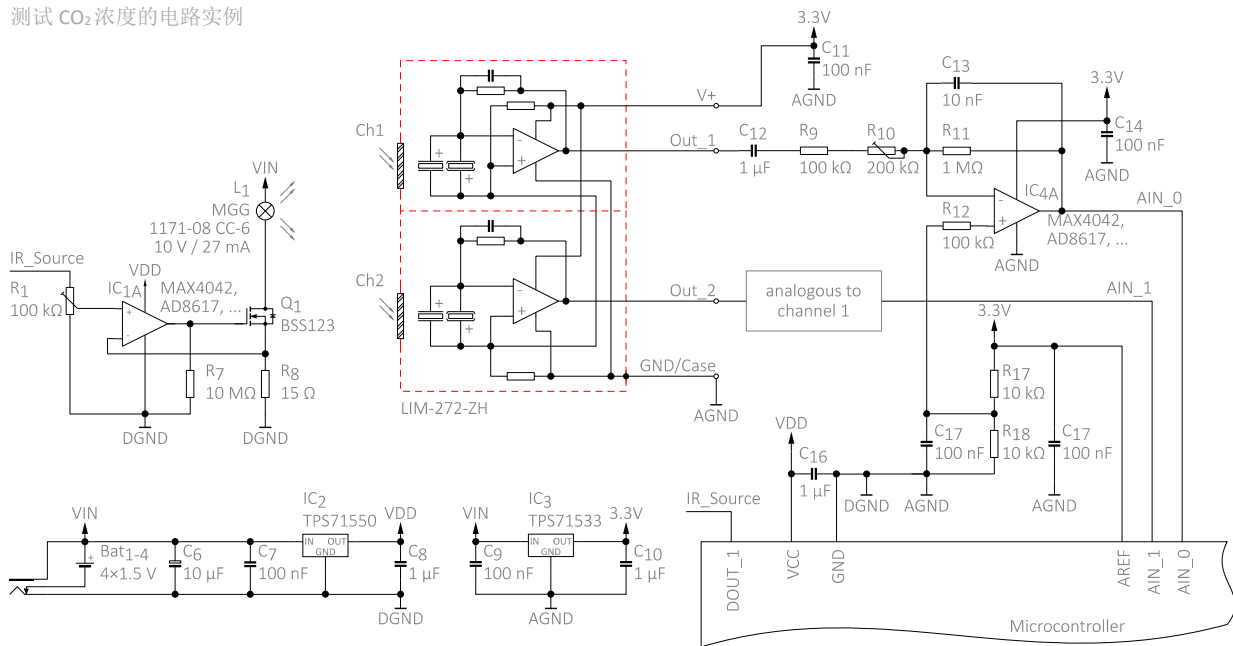 测试 CO₂ 浓度的电路实例
3.3V
C11
100 nF
AGND
V+
C13
10 nF
3.3V
C14
100 nF
AGND
Ch1
Out_1
C12
1 µF
R9
100 kΩ
R10
200 kΩ
R11
1 MΩ
VIN
L1
MGG
1171-08 CC-6
10 V / 27 mA
IC4A
MAX4042,
AD8617, ...
AGND
R12
100 kΩ
AIN_0
IR_Source
R1
100 kΩ
VDD
IC1A
MAX4042,
AD8617, ...
Q1
BSS123
R7
10 MΩ
R8
15 Ω
DGND
DGND
Ch2
Out_2
analogous to
channel 1
AIN_1
3.3V
GND/Case
AGND
LIM-272-ZH
R17
10 kΩ
C17
100 nF
R18
10 kΩ
C17
100 nF
VDD
C16
1 µF
DGND
AGND
AGND
VIN
Bat1-4
4×1.5 V
C6
10 µF
C7
100 nF
IC2
TPS71550
IN OUT
GND
VDD
C8
1 µF
DGND
VIN
C9
100 nF
IC3
TPS71533
IN OUT
GND
3.3V
C10
1 µF
AGND
IR_Source
DOUT_1
VCC
GND
AREF
AIN_1
AIN_0
Microcontroller